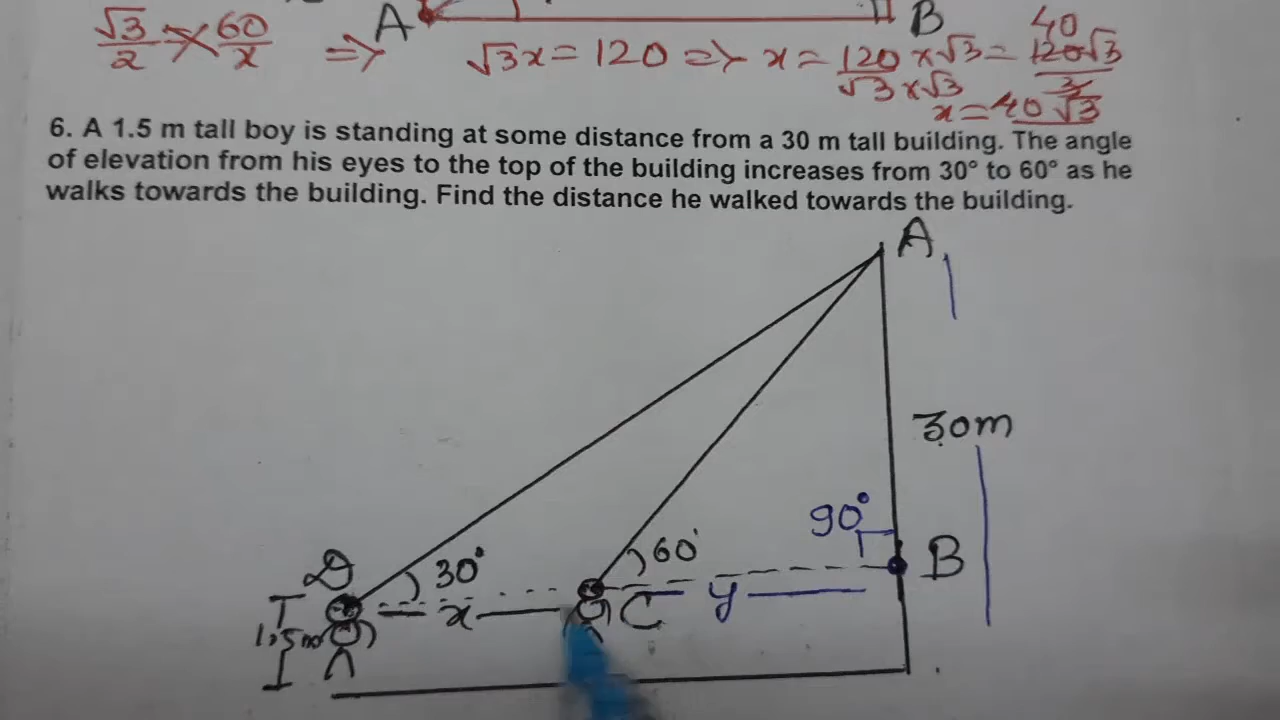 √3/2 × 60/x => A B
√3x = 120 => x = 120 × √3 / √3 × √3 = 40 120√3 / 3
x = 40√3
6. A 1.5 m tall boy is standing at some distance from a 30 m tall building. The angle
of elevation from his eyes to the top of the building increases from 30° to 60° as he
walks towards the building. Find the distance he walked towards the building.
A
30m
90°
D 30° 60° B
x C y
1.5m